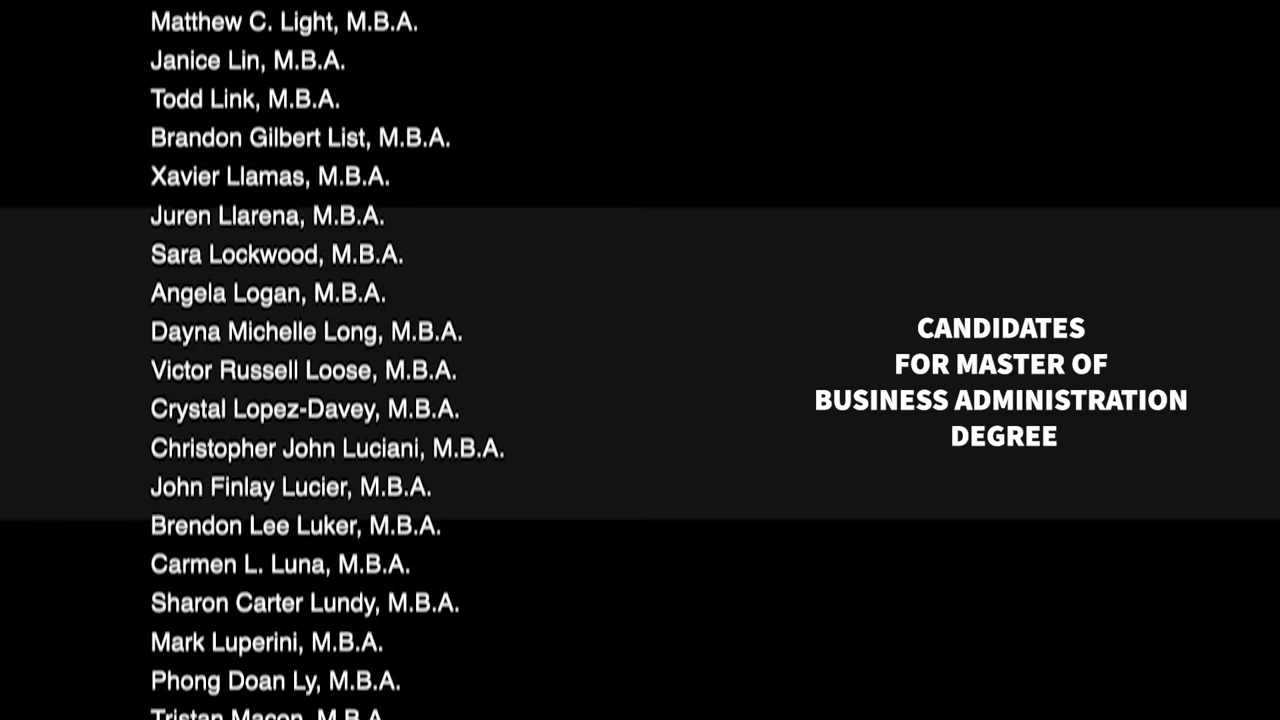 Matthew C. Light, M.B.A.
Janice Lin, M.B.A.
Todd Link, M.B.A.
Brandon Gilbert List, M.B.A.
Xavier Llamas, M.B.A.
Juren Llarena, M.B.A.
Sara Lockwood, M.B.A.
Angela Logan, M.B.A.
Dayna Michelle Long, M.B.A.
Victor Russell Loose, M.B.A.
Crystal Lopez-Davey, M.B.A.
Christopher John Luciani, M.B.A.
John Finlay Lucier, M.B.A.
Brendon Lee Luker, M.B.A.
Carmen L. Luna, M.B.A.
Sharon Carter Lundy, M.B.A.
Mark Luperini, M.B.A.
Phong Doan Ly, M.B.A.
Tristan Macon, M.B.A.
CANDIDATES
FOR MASTER OF
BUSINESS ADMINISTRATION
DEGREE